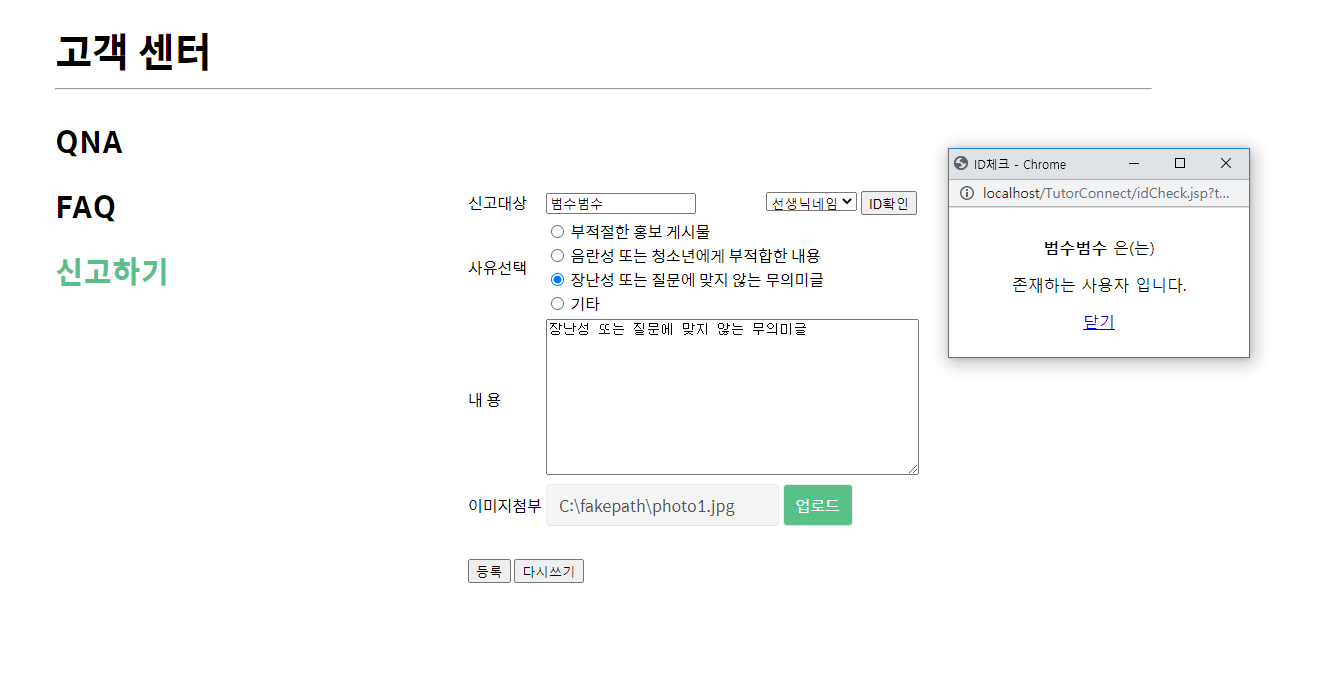 고객 센터
QNA
FAQ
신고하기
신고대상 범수범수 선생닉네임 ID확인
사유선택
부적절한 홍보 게시물
음란성 또는 청소년에게 부적합한 내용
장난성 또는 질문에 맞지 않는 무의미글
기타
내 용
장난성 또는 질문에 맞지 않는 무의미글
이미지첨부 C:\fakepath\photo1.jpg 업로드
등록 다시쓰기
ID체크 - Chrome
localhost/TutorConnect/idCheck.jsp?t...
범수범수 은(는)
존재하는 사용자 입니다.
닫기